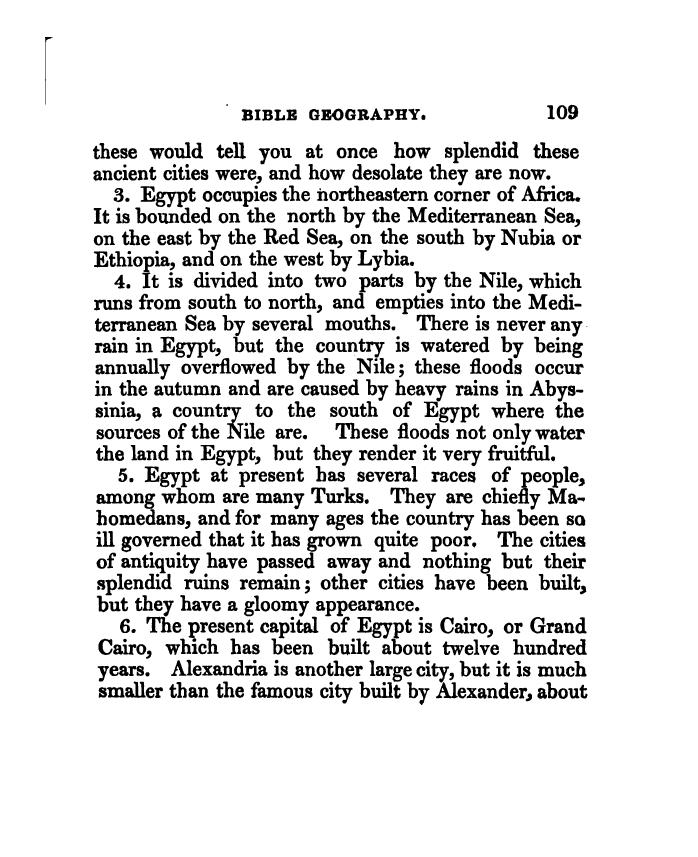 BIBLE GEOGRAPHY. 109
these would tell you at once how splendid these
ancient cities were, and how desolate they are now.
3. Egypt occupies the northeastern corner of Africa.
It is bounded on the north by the Mediterranean Sea,
on the east by the Red Sea, on the south by Nubia or
Ethiopia, and on the west by Lybia.
4. It is divided into two parts by the Nile, which
runs from south to north, and empties into the Medi-
terranean Sea by several mouths. There is never any
rain in Egypt, but the country is watered by being
annually overflowed by the Nile; these floods occur
in the autumn and are caused by heavy rains in Abys-
sinia, a country to the south of Egypt where the
sources of the Nile are. These floods not only water
the land in Egypt, but they render it very fruitful.
5. Egypt at present has several races of people,
among whom are many Turks. They are chiefly Ma-
homedans, and for many ages the country has been so
ill governed that it has grown quite poor. The cities
of antiquity have passed away and nothing but their
splendid ruins remain; other cities have been built,
but they have a gloomy appearance.
6. The present capital of Egypt is Cairo, or Grand
Cairo, which has been built about twelve hundred
years. Alexandria is another large city, but it is much
smaller than the famous city built by Alexander, about